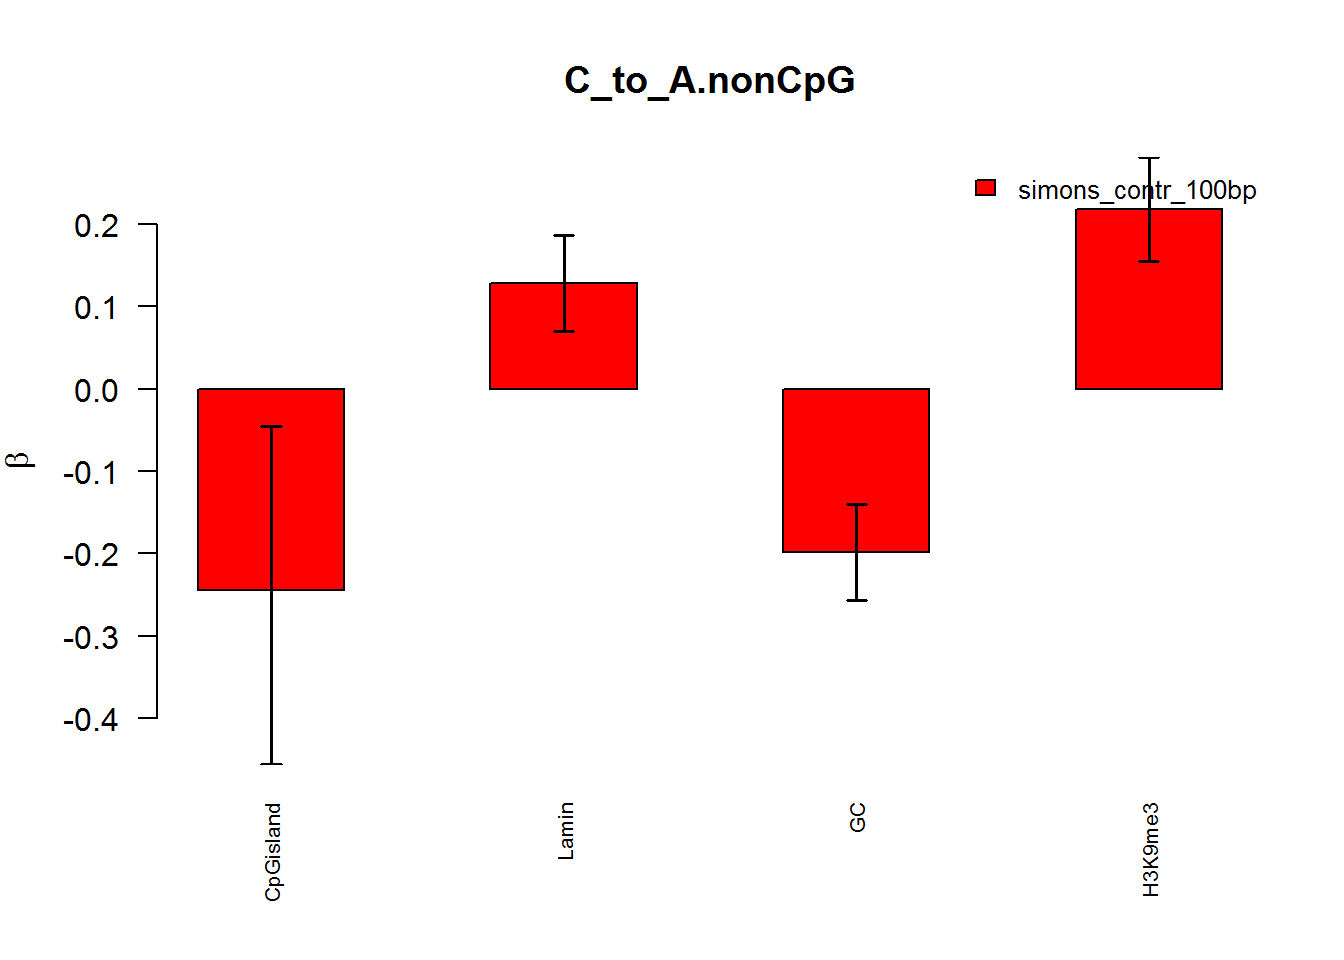 C_to_A.nonCpG
simons_contr_100bp
0.2
0.1
0.0
-0.1
-0.2
-0.3
-0.4
β
CpGisland
Lamin
GC
H3K9me3